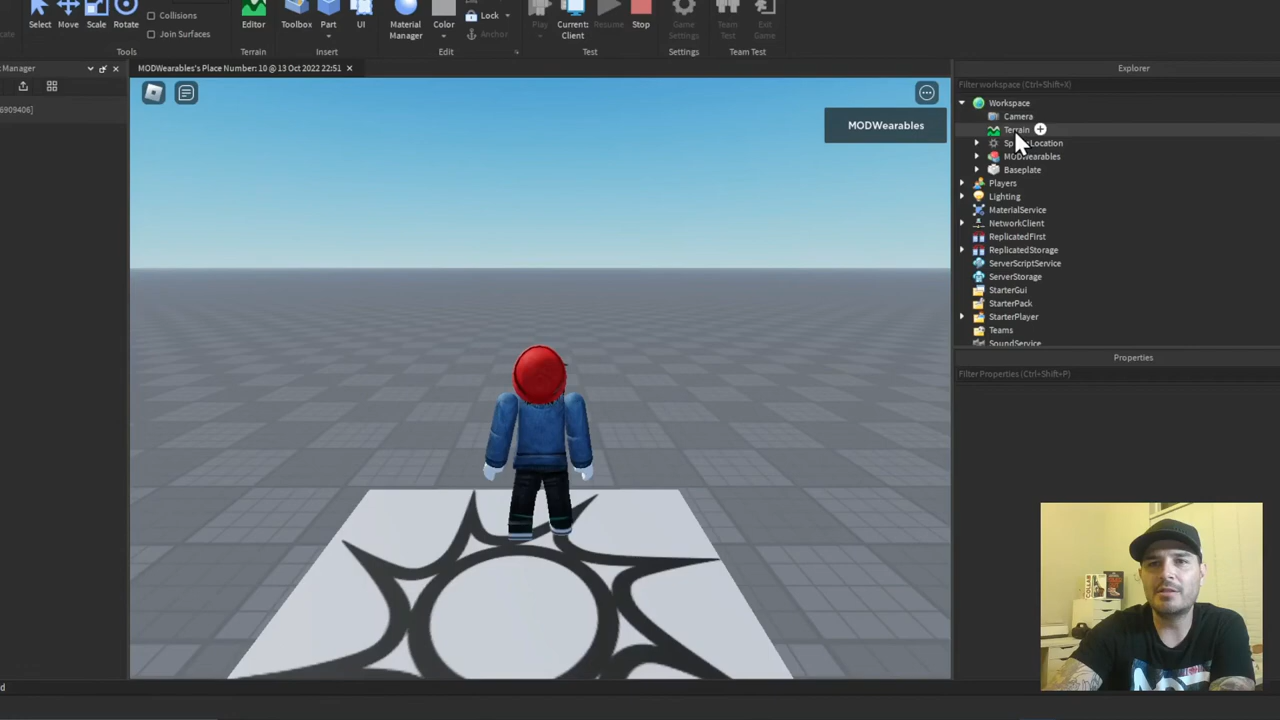 Select Move Scale Rotate
Collisions
Join Surfaces
Editor
Toolbox Part UI
Material Manager
Color
Lock
Anchor
Play
Current: Client
Resume Stop
Game Settings
Team Test
Exit Game
Tools Terrain Insert Edit Test Settings Team Test
Manager
MODWearables's Place Number: 10 @ 13 Oct 2022 22:51
Explorer
Filter workspace (Ctrl+Shift+X)
6909406]
MODWearables
Workspace
Camera
Terrain
MODWearables
Baseplate
Players
Lighting
MaterialService
NetworkClient
ReplicatedFirst
ReplicatedStorage
ServerScriptService
ServerStorage
StarterGui
StarterPack
StarterPlayer
Teams
SoundService
Properties
Filter Properties (Ctrl+Shift+P)